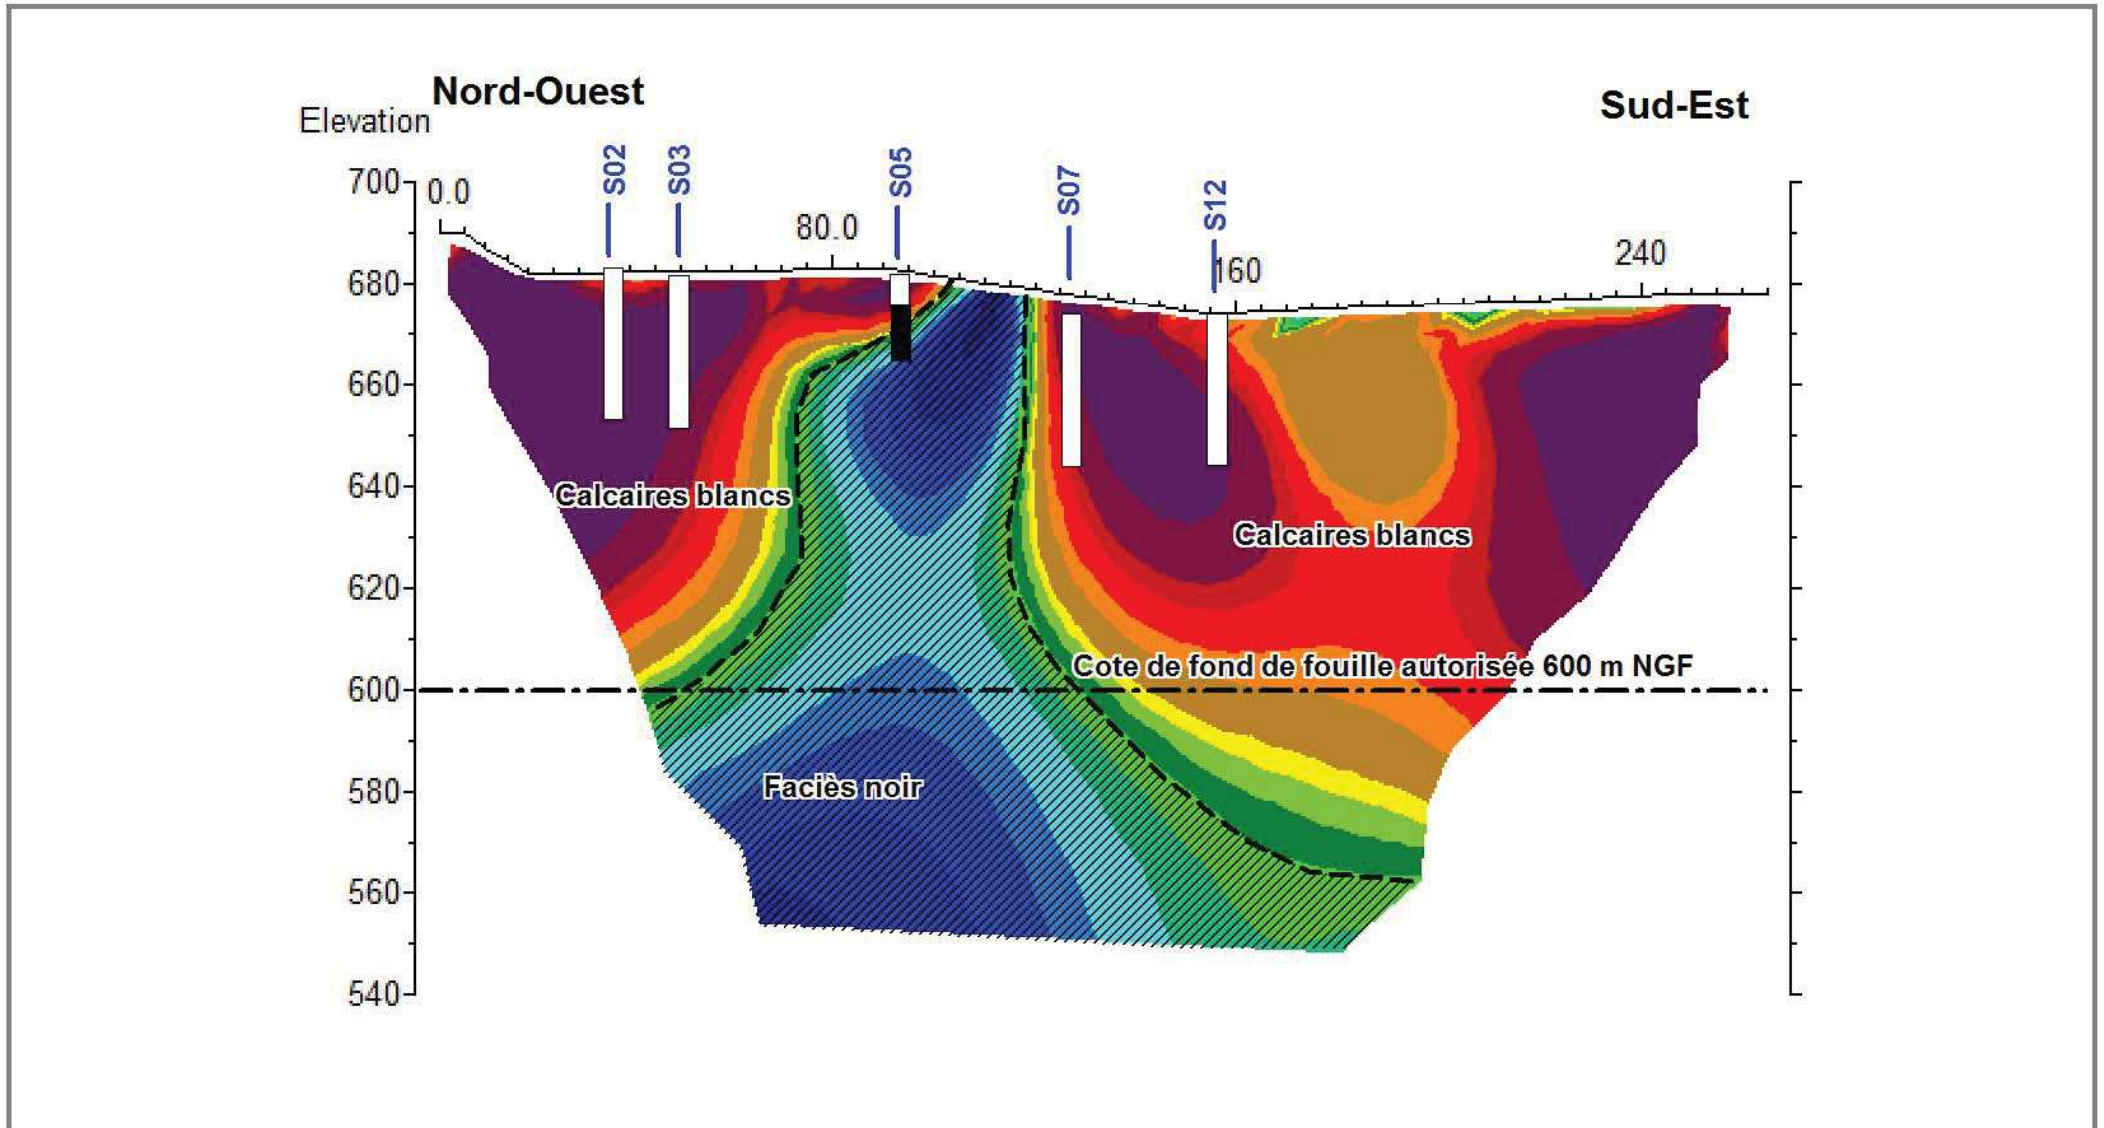 Nord-Ouest
Sud-Est
Elevation
S02
S03
S05
S07
S12
700
0.0
80.0
160
240
680
660
640
Calcaires blancs
Calcaires blancs
620
Cote de fond de fouille autorisée 600 m NGF
600
580
Faciès noir
560
540